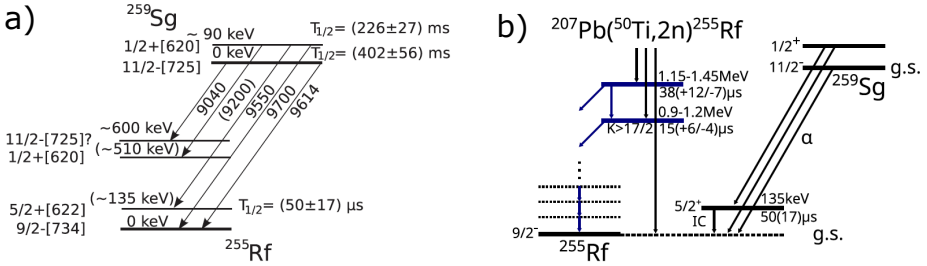 a)
²⁵⁹Sg
~ 90 keV
T₁/₂= (226±27) ms
1/2+[620]
0 keV
T₁/₂= (402±56) ms
11/2-[725]
9040
(9200)
9550
9700
9614
~600 keV
11/2-[725]?
(~510 keV)
1/2+[620]
(~135 keV)
5/2+[622]
T₁/₂ = (50±17) µs
0 keV
9/2-[734]
²⁵⁵Rf
b)
²⁰⁷Pb(⁵⁰Ti,2n)²⁵⁵Rf
1.15-1.45MeV
38(+12/-7)µs
0.9-1.2MeV
K>17/2
15(+6/-4)µs
9/2⁻
²⁵⁵Rf
1/2⁺
11/2⁻
g.s.
²⁵⁹Sg
α
5/2⁺
135keV
IC
50(17)µs
g.s.